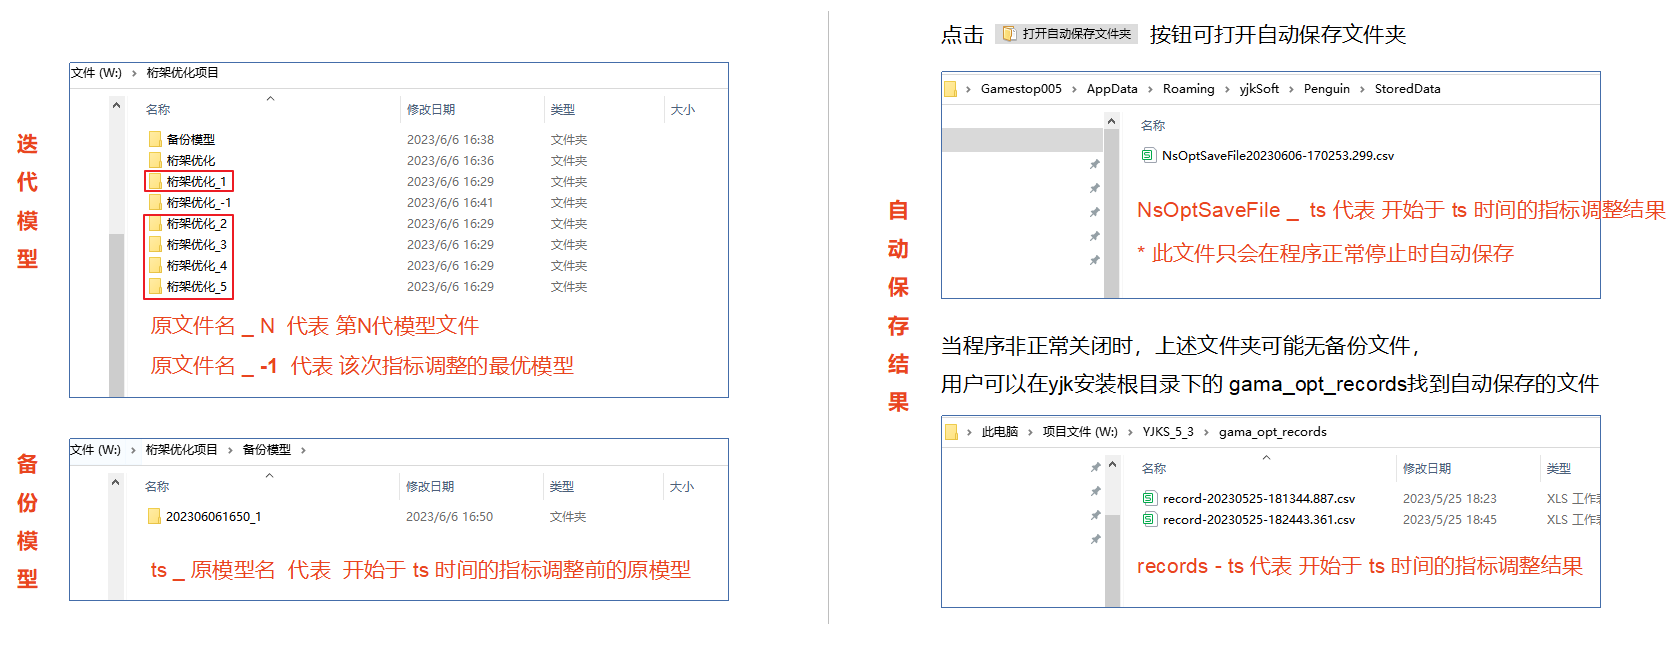 迭代模型
文件 (W:) › 桁架优化项目
名称 修改日期 类型 大小
备份模型 2023/6/6 16:38 文件夹
桁架优化 2023/6/6 16:36 文件夹
桁架优化_1 2023/6/6 16:29 文件夹
桁架优化_-1 2023/6/6 16:41 文件夹
桁架优化_2 2023/6/6 16:29 文件夹
桁架优化_3 2023/6/6 16:29 文件夹
桁架优化_4 2023/6/6 16:29 文件夹
桁架优化_5 2023/6/6 16:29 文件夹
原文件名 _ N 代表 第N代模型文件
原文件名 _ -1 代表 该次指标调整的最优模型
备份模型
文件 (W:) › 桁架优化项目 › 备份模型 ›
名称 修改日期 类型 大小
202306061650_1 2023/6/6 16:50 文件夹
ts _ 原模型名 代表 开始于 ts 时间的指标调整前的原模型
自动保存结果
点击 打开自动保存文件夹 按钮可打开自动保存文件夹
› Gamestop005 › AppData › Roaming › yjkSoft › Penguin › StoredData
名称
NsOptSaveFile20230606-170253.299.csv
NsOptSaveFile _ ts 代表 开始于 ts 时间的指标调整结果
* 此文件只会在程序正常停止时自动保存
当程序非正常关闭时，上述文件夹可能无备份文件，
用户可以在yjk安装根目录下的 gama_opt_records找到自动保存的文件
› 此电脑 › 项目文件 (W:) › YJKS_5_3 › gama_opt_records
名称 修改日期 类型
record-20230525-181344.887.csv 2023/5/25 18:23 XLS 工作
record-20230525-182443.361.csv 2023/5/25 18:45 XLS 工作
records - ts 代表 开始于 ts 时间的指标调整结果